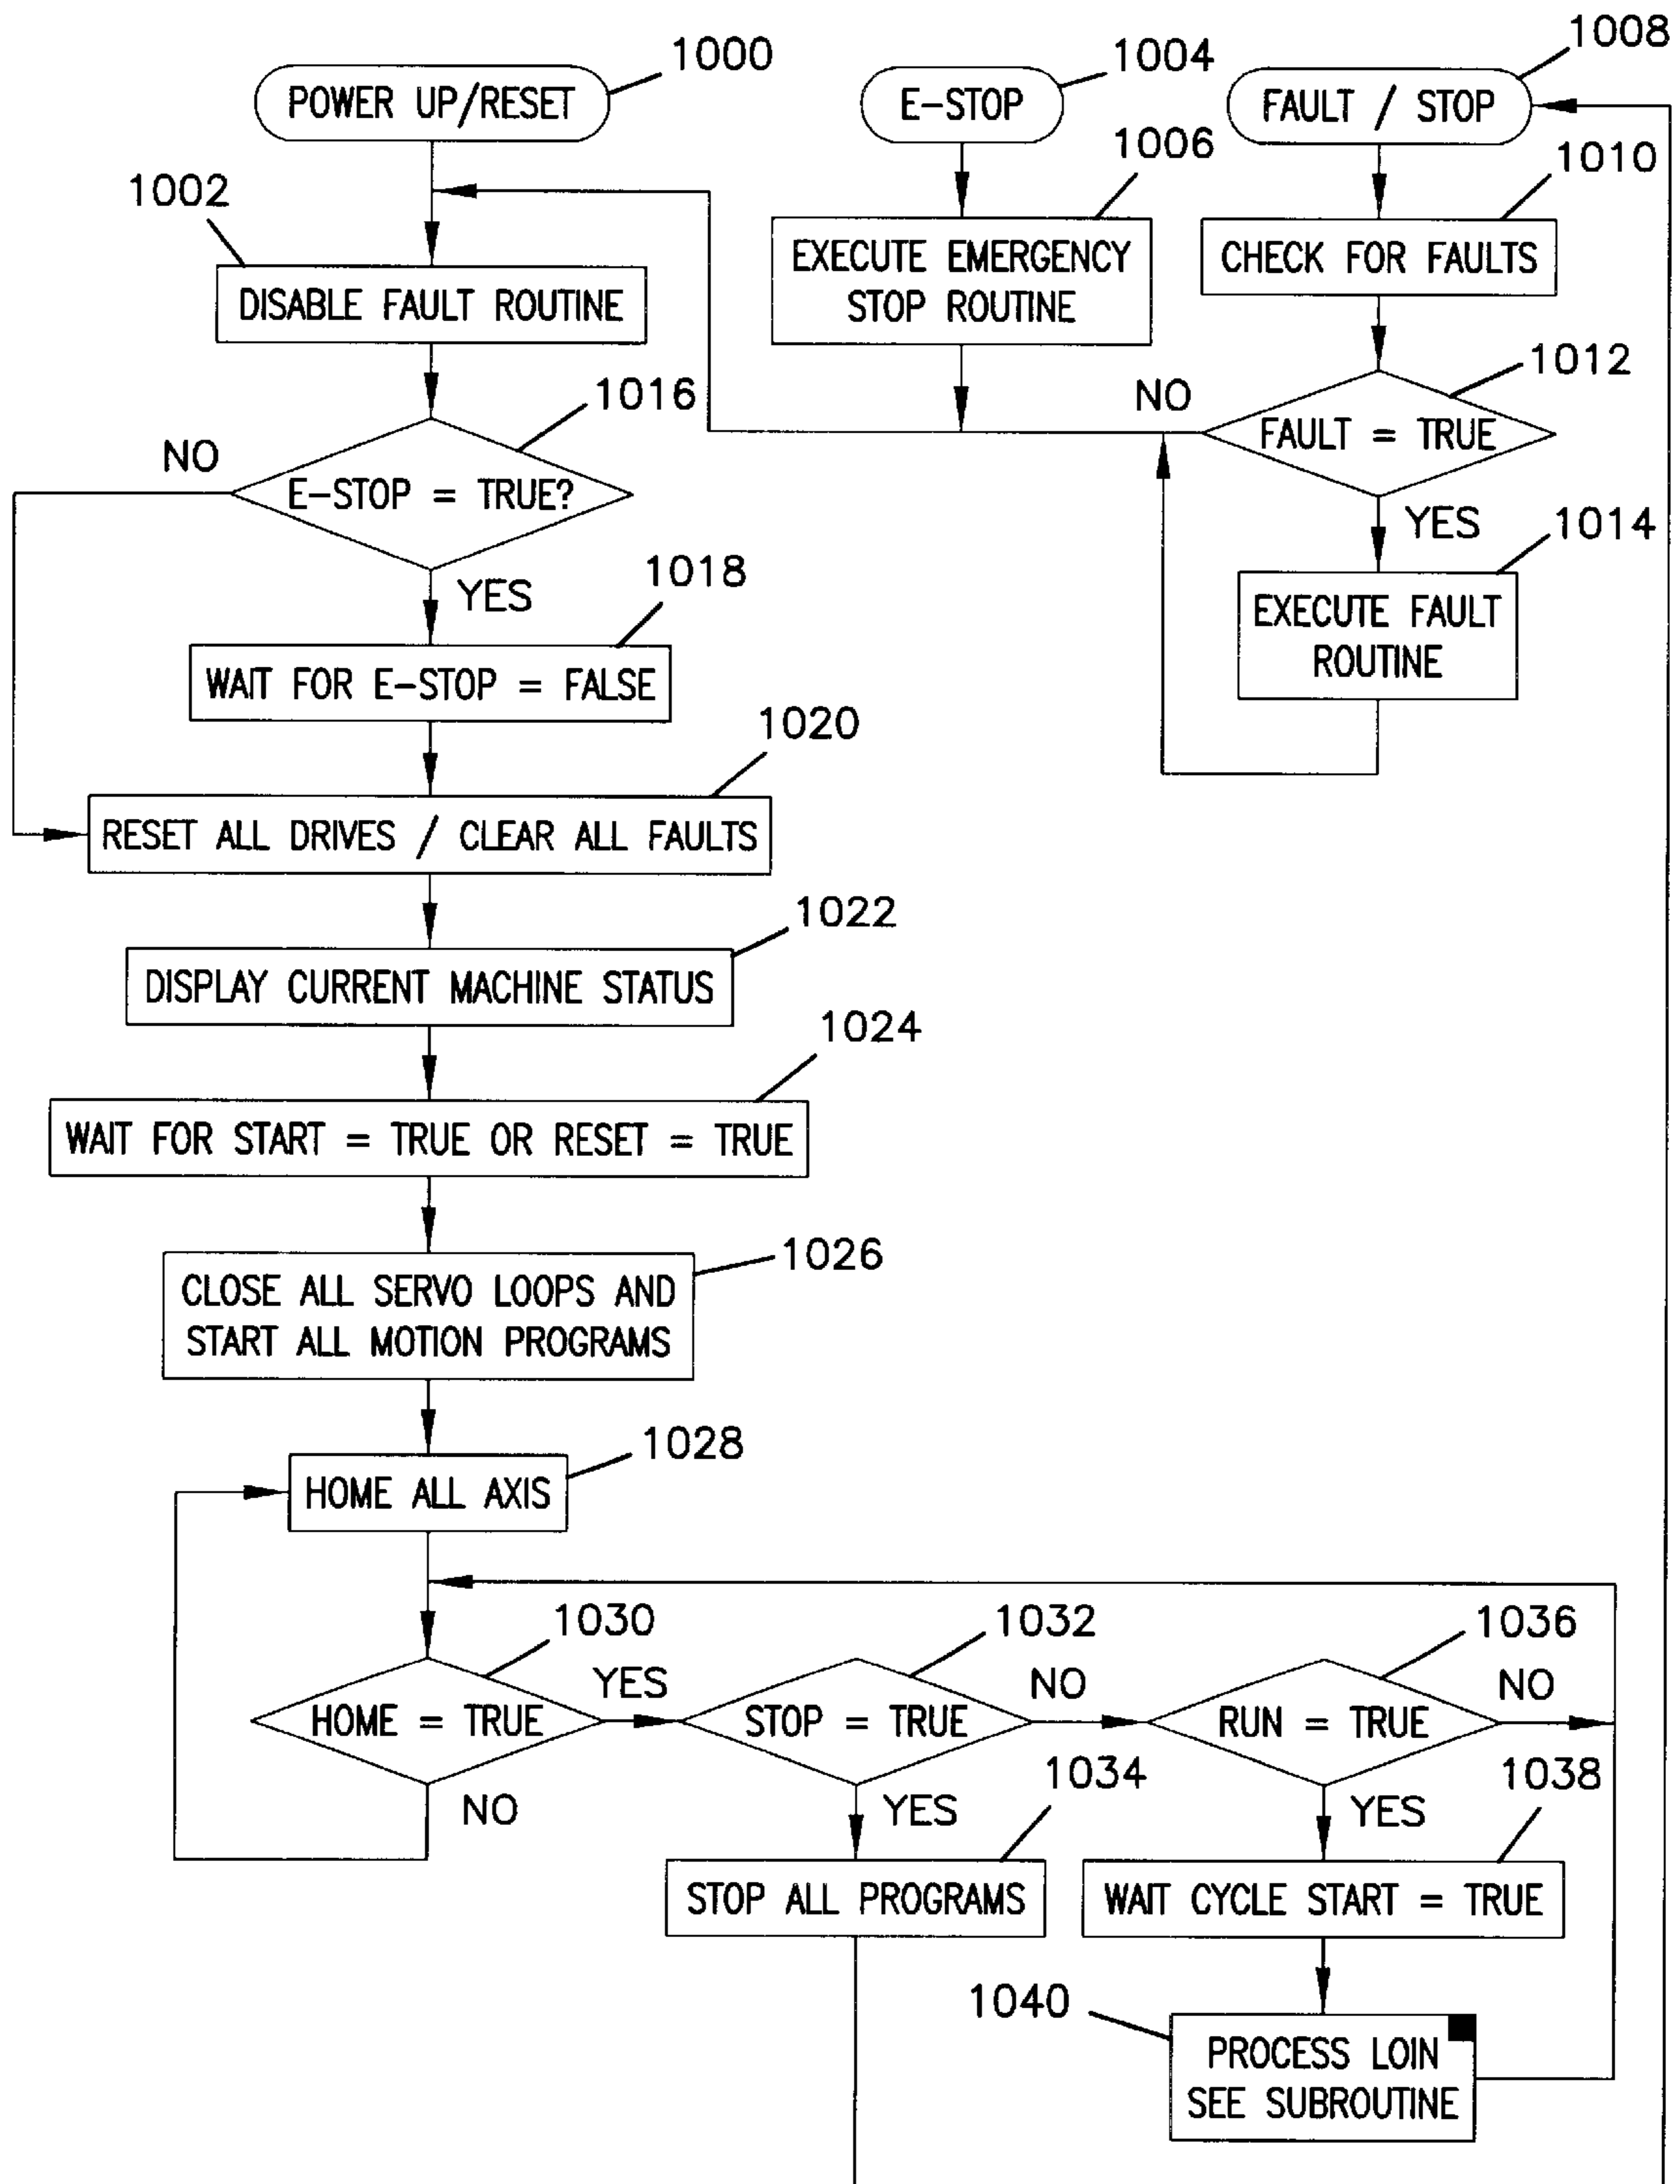 1000
POWER UP/RESET
1004
E-STOP
1008
FAULT / STOP
1002
DISABLE FAULT ROUTINE
1006
EXECUTE EMERGENCY
STOP ROUTINE
1010
CHECK FOR FAULTS
1012
FAULT = TRUE
NO
YES
1014
EXECUTE FAULT
ROUTINE
1016
E-STOP = TRUE?
NO
YES
1018
WAIT FOR E-STOP = FALSE
1020
RESET ALL DRIVES / CLEAR ALL FAULTS
1022
DISPLAY CURRENT MACHINE STATUS
1024
WAIT FOR START = TRUE OR RESET = TRUE
1026
CLOSE ALL SERVO LOOPS AND
START ALL MOTION PROGRAMS
1028
HOME ALL AXIS
1030
HOME = TRUE
YES
NO
1032
STOP = TRUE
NO
YES
1034
STOP ALL PROGRAMS
1036
RUN = TRUE
NO
YES
1038
WAIT CYCLE START = TRUE
1040
PROCESS LOIN
SEE SUBROUTINE